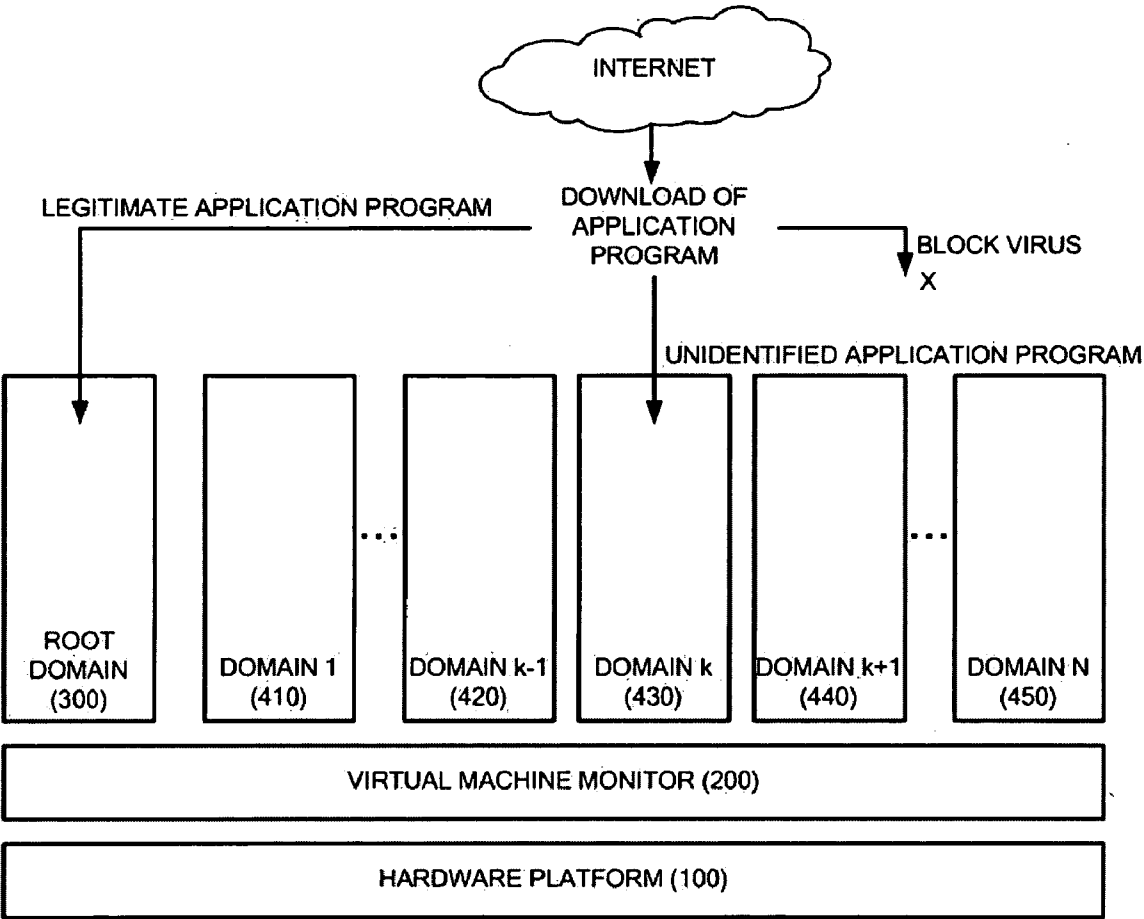 INTERNET
DOWNLOAD OF
APPLICATION
PROGRAM
LEGITIMATE APPLICATION PROGRAM
BLOCK VIRUS
X
UNIDENTIFIED APPLICATION PROGRAM
ROOT
DOMAIN
(300)
DOMAIN 1
(410)
...
DOMAIN k-1
(420)
DOMAIN k
(430)
DOMAIN k+1
(440)
...
DOMAIN N
(450)
VIRTUAL MACHINE MONITOR (200)
HARDWARE PLATFORM (100)